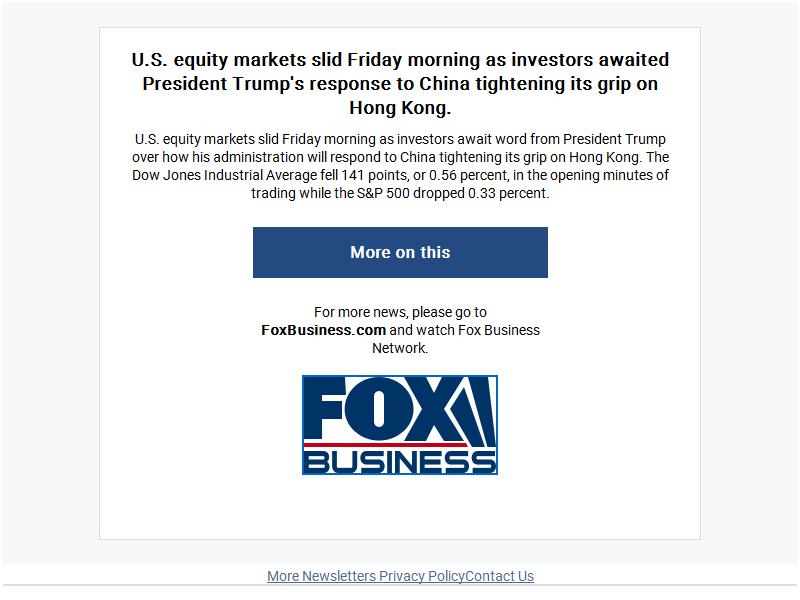 U.S. equity markets slid Friday morning as investors awaited
President Trump's response to China tightening its grip on
Hong Kong.
U.S. equity markets slid Friday morning as investors await word from President Trump
over how his administration will respond to China tightening its grip on Hong Kong. The
Dow Jones Industrial Average fell 141 points, or 0.56 percent, in the opening minutes of
trading while the S&P 500 dropped 0.33 percent.
More on this
For more news, please go to
FoxBusiness.com and watch Fox Business
Network.
FOX
BUSINESS
More Newsletters Privacy PolicyContact Us